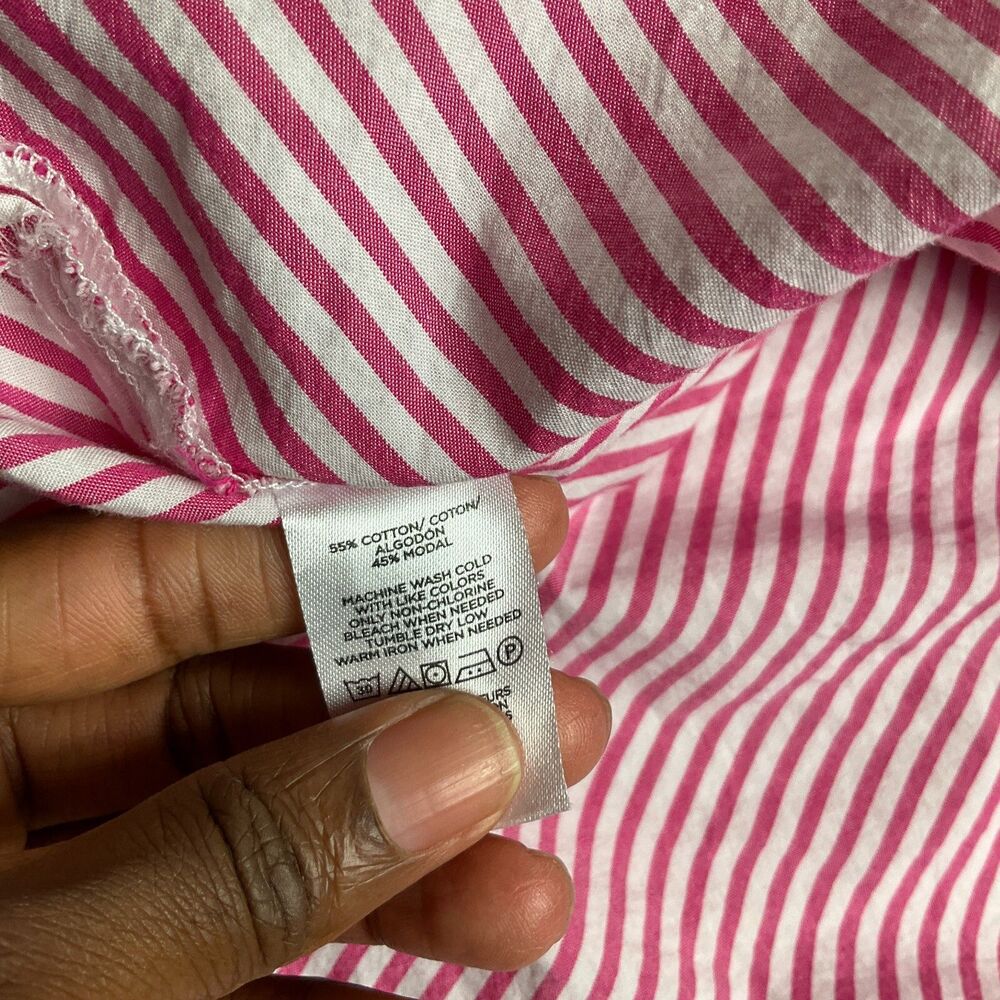 55% COTTON/ COTON/
ALGODÓN
45% MODAL
MACHINE WASH COLD
WITH LIKE COLORS
ONLY NON-CHLORINE
BLEACH WHEN NEEDED
TUMBLE DRY LOW
WARM IRON WHEN NEEDED
30 P